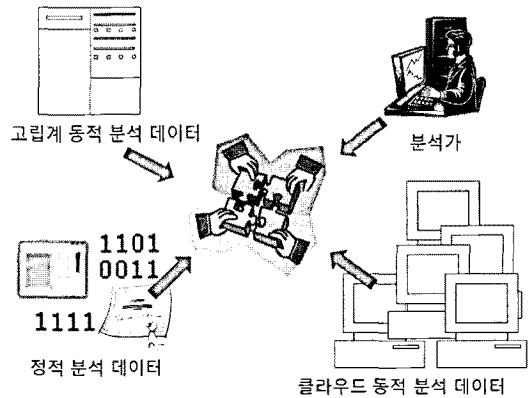 고립계 동적 분석 데이터
분석가
1101
0011
1111
정적 분석 데이터
클라우드 동적 분석 데이터